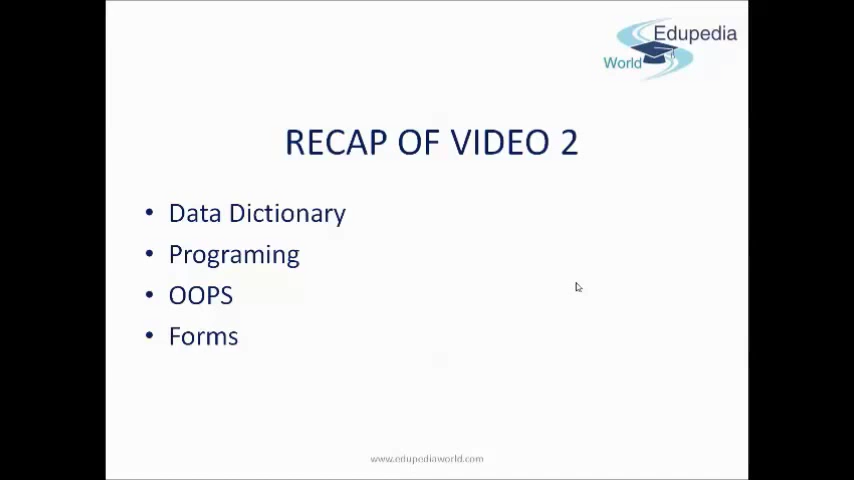 Edupedia
World
RECAP OF VIDEO 2
• Data Dictionary
• Programing
• OOPS
• Forms
www.edupediaworld.com